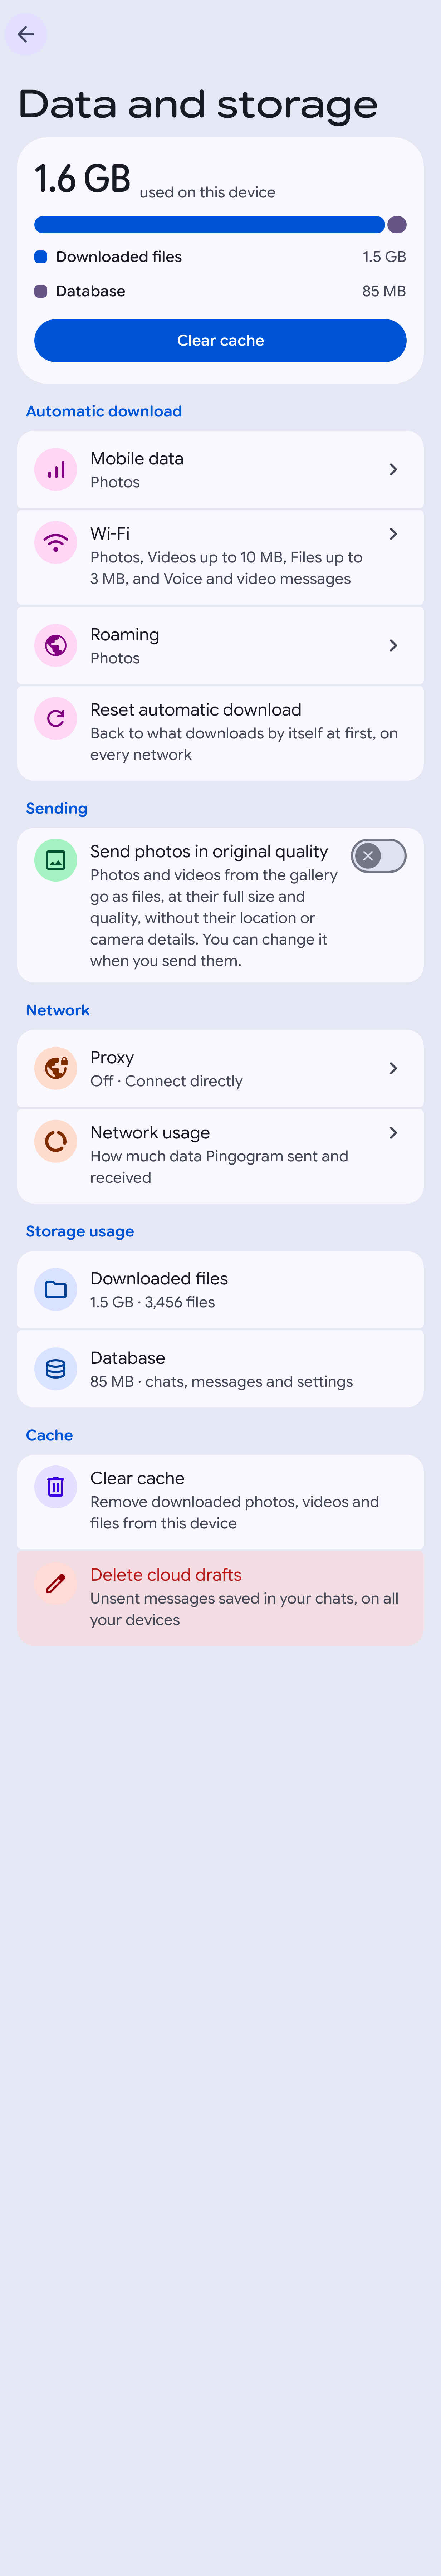 Data and storage
1.6 GB used on this device
Downloaded files 1.5 GB
Database 85 MB
Clear cache
Automatic download
Mobile data
Photos
Wi-Fi
Photos, Videos up to 10 MB, Files up to
3 MB, and Voice and video messages
Roaming
Photos
Reset automatic download
Back to what downloads by itself at first, on
every network
Sending
Send photos in original quality
Photos and videos from the gallery
go as files, at their full size and
quality, without their location or
camera details. You can change it
when you send them.
Network
Proxy
Off · Connect directly
Network usage
How much data Pingogram sent and
received
Storage usage
Downloaded files
1.5 GB · 3,456 files
Database
85 MB · chats, messages and settings
Cache
Clear cache
Remove downloaded photos, videos and
files from this device
Delete cloud drafts
Unsent messages saved in your chats, on all
your devices